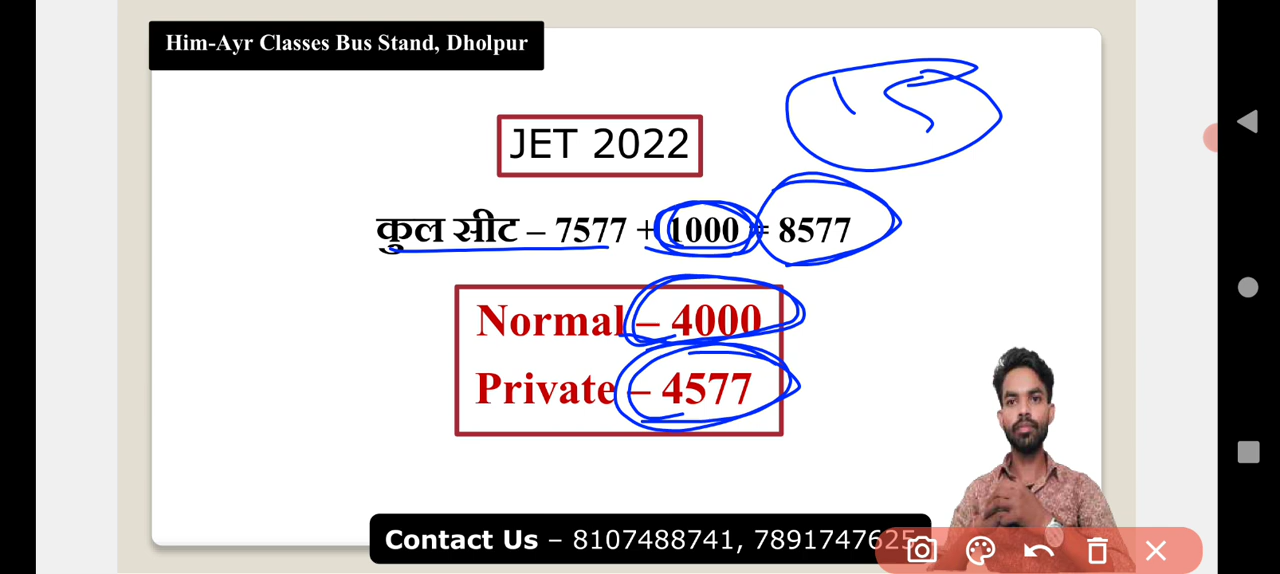 Him-Ayr Classes Bus Stand, Dholpur
JET 2022
कुल सीट – 7577 + 1000 = 8577
Normal – 4000
Private – 4577
Contact Us – 8107488741, 7891747625